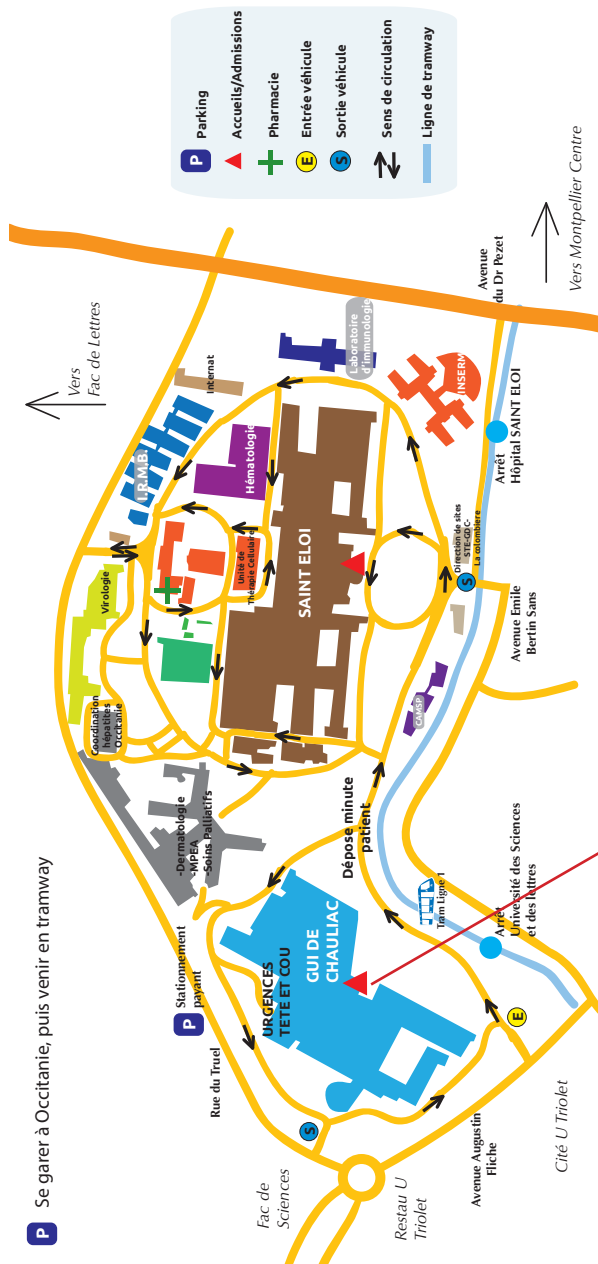 P Se garer à Occitanie, puis venir en tramway
P Parking
Accueils/Admissions
Pharmacie
E Entrée véhicule
S Sortie véhicule
Sens de circulation
Ligne de tramway
Vers
Fac de Lettres
Internat
I.R.M.B.
Virologie
Coordination
hépatites
Occitanie
-Dermatologie
-MPEA
-Soins Palliatifs
Stationnement
payant
P
Rue du Truel
Hématologie
Unité de
Thérapie Cellulaire
Laboratoire
d'immunologie
SAINT ELOI
INSERM
URGENCES
TETE ET COU
GUI DE
CHAULIAC
Dépose minute
patient
CAMSP
Direction de sites
STE-GDC-
La colombière
S
S
E
Fac de
Sciences
Restau U
Triolet
Avenue Augustin
Fliche
Cité U Triolet
Tram Ligne 1
Arrêt
Université des Sciences
et des lettres
Avenue Emile
Bertin Sans
Arrêt
Hôpital SAINT ELOI
Avenue
du Dr Pezet
Vers Montpellier Centre